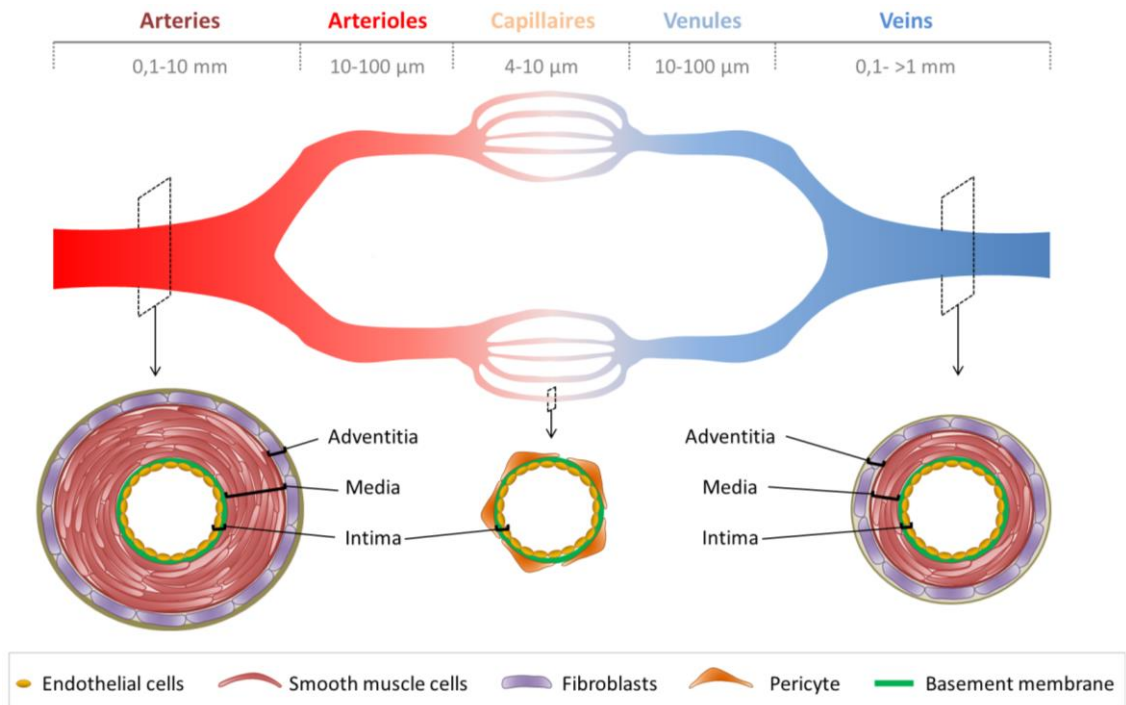 Arteries Arterioles Capillaires Venules Veins
0,1-10 mm 10-100 µm 4-10 µm 10-100 µm 0,1- >1 mm
Adventitia Adventitia
Media Media
Intima Intima
Endothelial cells Smooth muscle cells Fibroblasts Pericyte Basement membrane